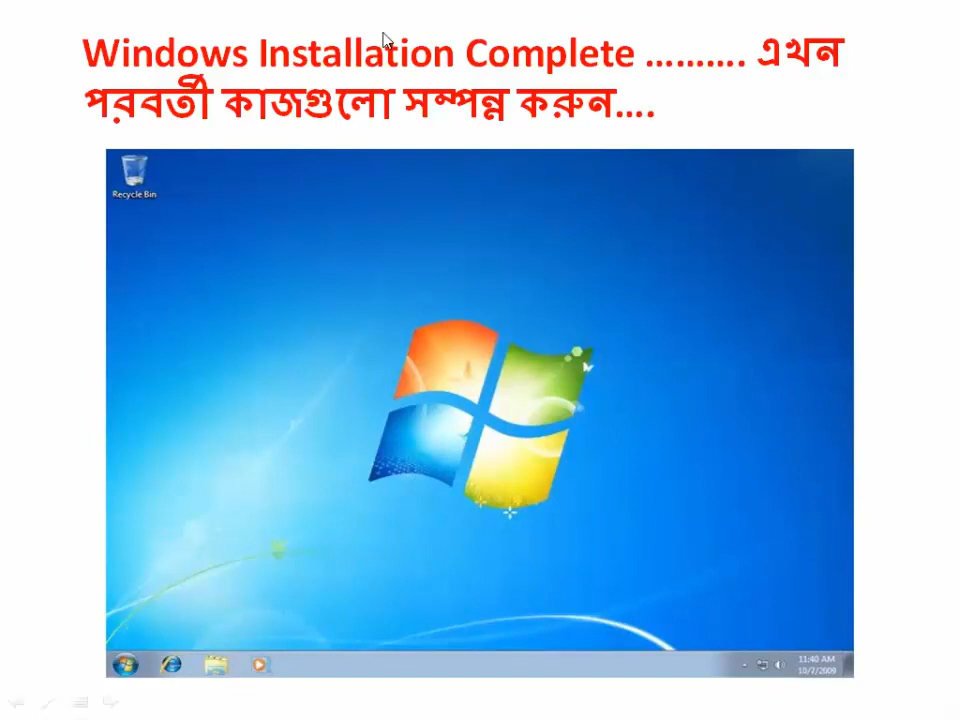 Windows Installation Complete .......... এখন
পরবর্তী কাজগুলো সম্পন্ন করুন....
Recycle Bin
11:40 AM
10/7/2009